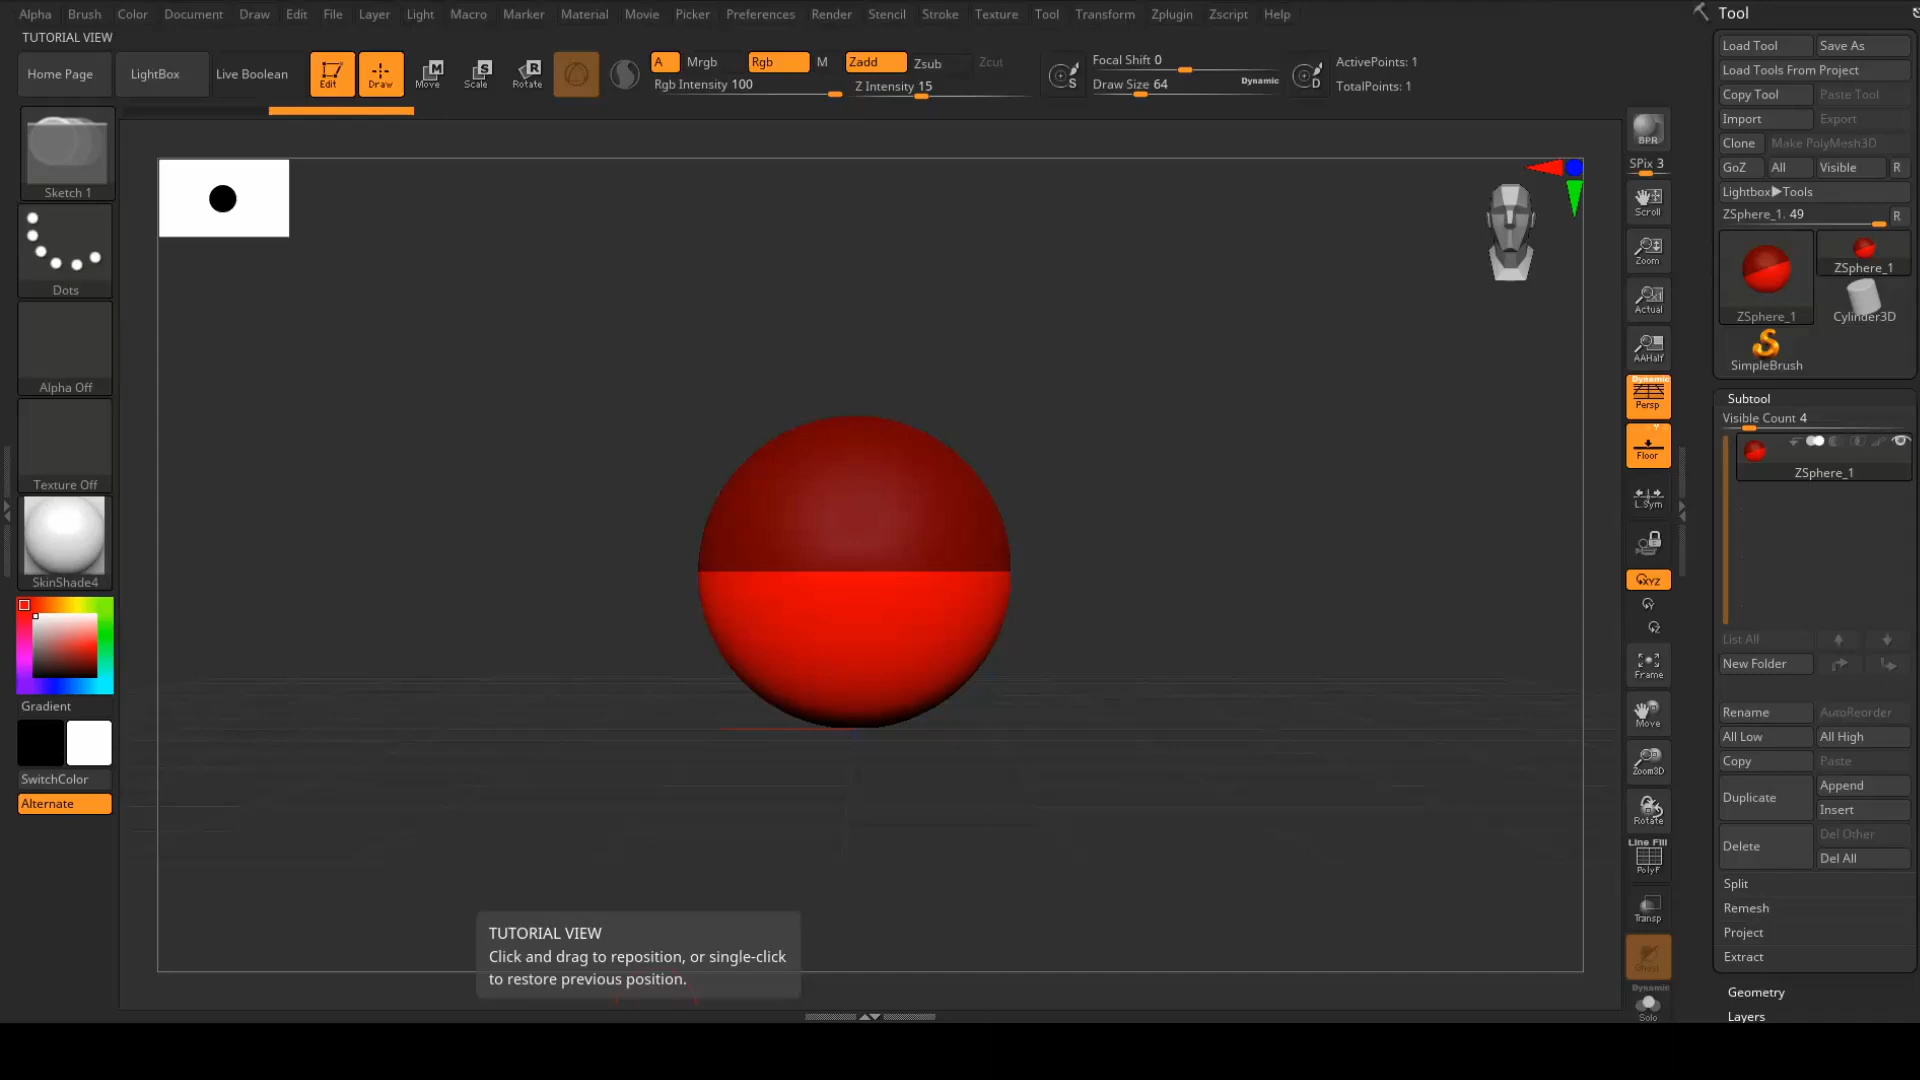 Alpha Brush Color Document Draw Edit File Layer Light Macro Marker Material Movie Picker Preferences Render Stencil Stroke Texture Tool Transform Zplugin Zscript Help
TUTORIAL VIEW
Home Page
LightBox
Live Boolean
Edit
Draw
Move
Scale
Rotate
A Mrgb Rgb M Zadd Zsub Zcut
Rgb Intensity 100 Z Intensity 15
Focal Shift 0
Draw Size 64 Dynamic
S
D
ActivePoints: 1
TotalPoints: 1
Sketch 1
Dots
Alpha Off
Texture Off
SkinShade4
Gradient
SwitchColor
Alternate
TUTORIAL VIEW
Click and drag to reposition, or single-click
to restore previous position.
BPR
SPix 3
Scroll
Zoom
Actual
AAHalf
Dynamic
Persp
Floor
L.Sym
XYZ
Y
Z
Frame
Move
Zoom3D
Rotate
Line Fill
PolyF
Transp
Ghost
Dynamic
Solo
Tool
Load Tool Save As
Load Tools From Project
Copy Tool Paste Tool
Import Export
Clone Make PolyMesh3D
GoZ All Visible R
Lightbox▶Tools
ZSphere_1. 49 R
ZSphere_1
ZSphere_1
Cylinder3D
SimpleBrush
Subtool
Visible Count 4
ZSphere_1
List All
New Folder
Rename AutoReorder
All Low All High
Copy Paste
Duplicate Append
Insert
Delete Del Other
Del All
Split
Remesh
Project
Extract
Geometry
Layers